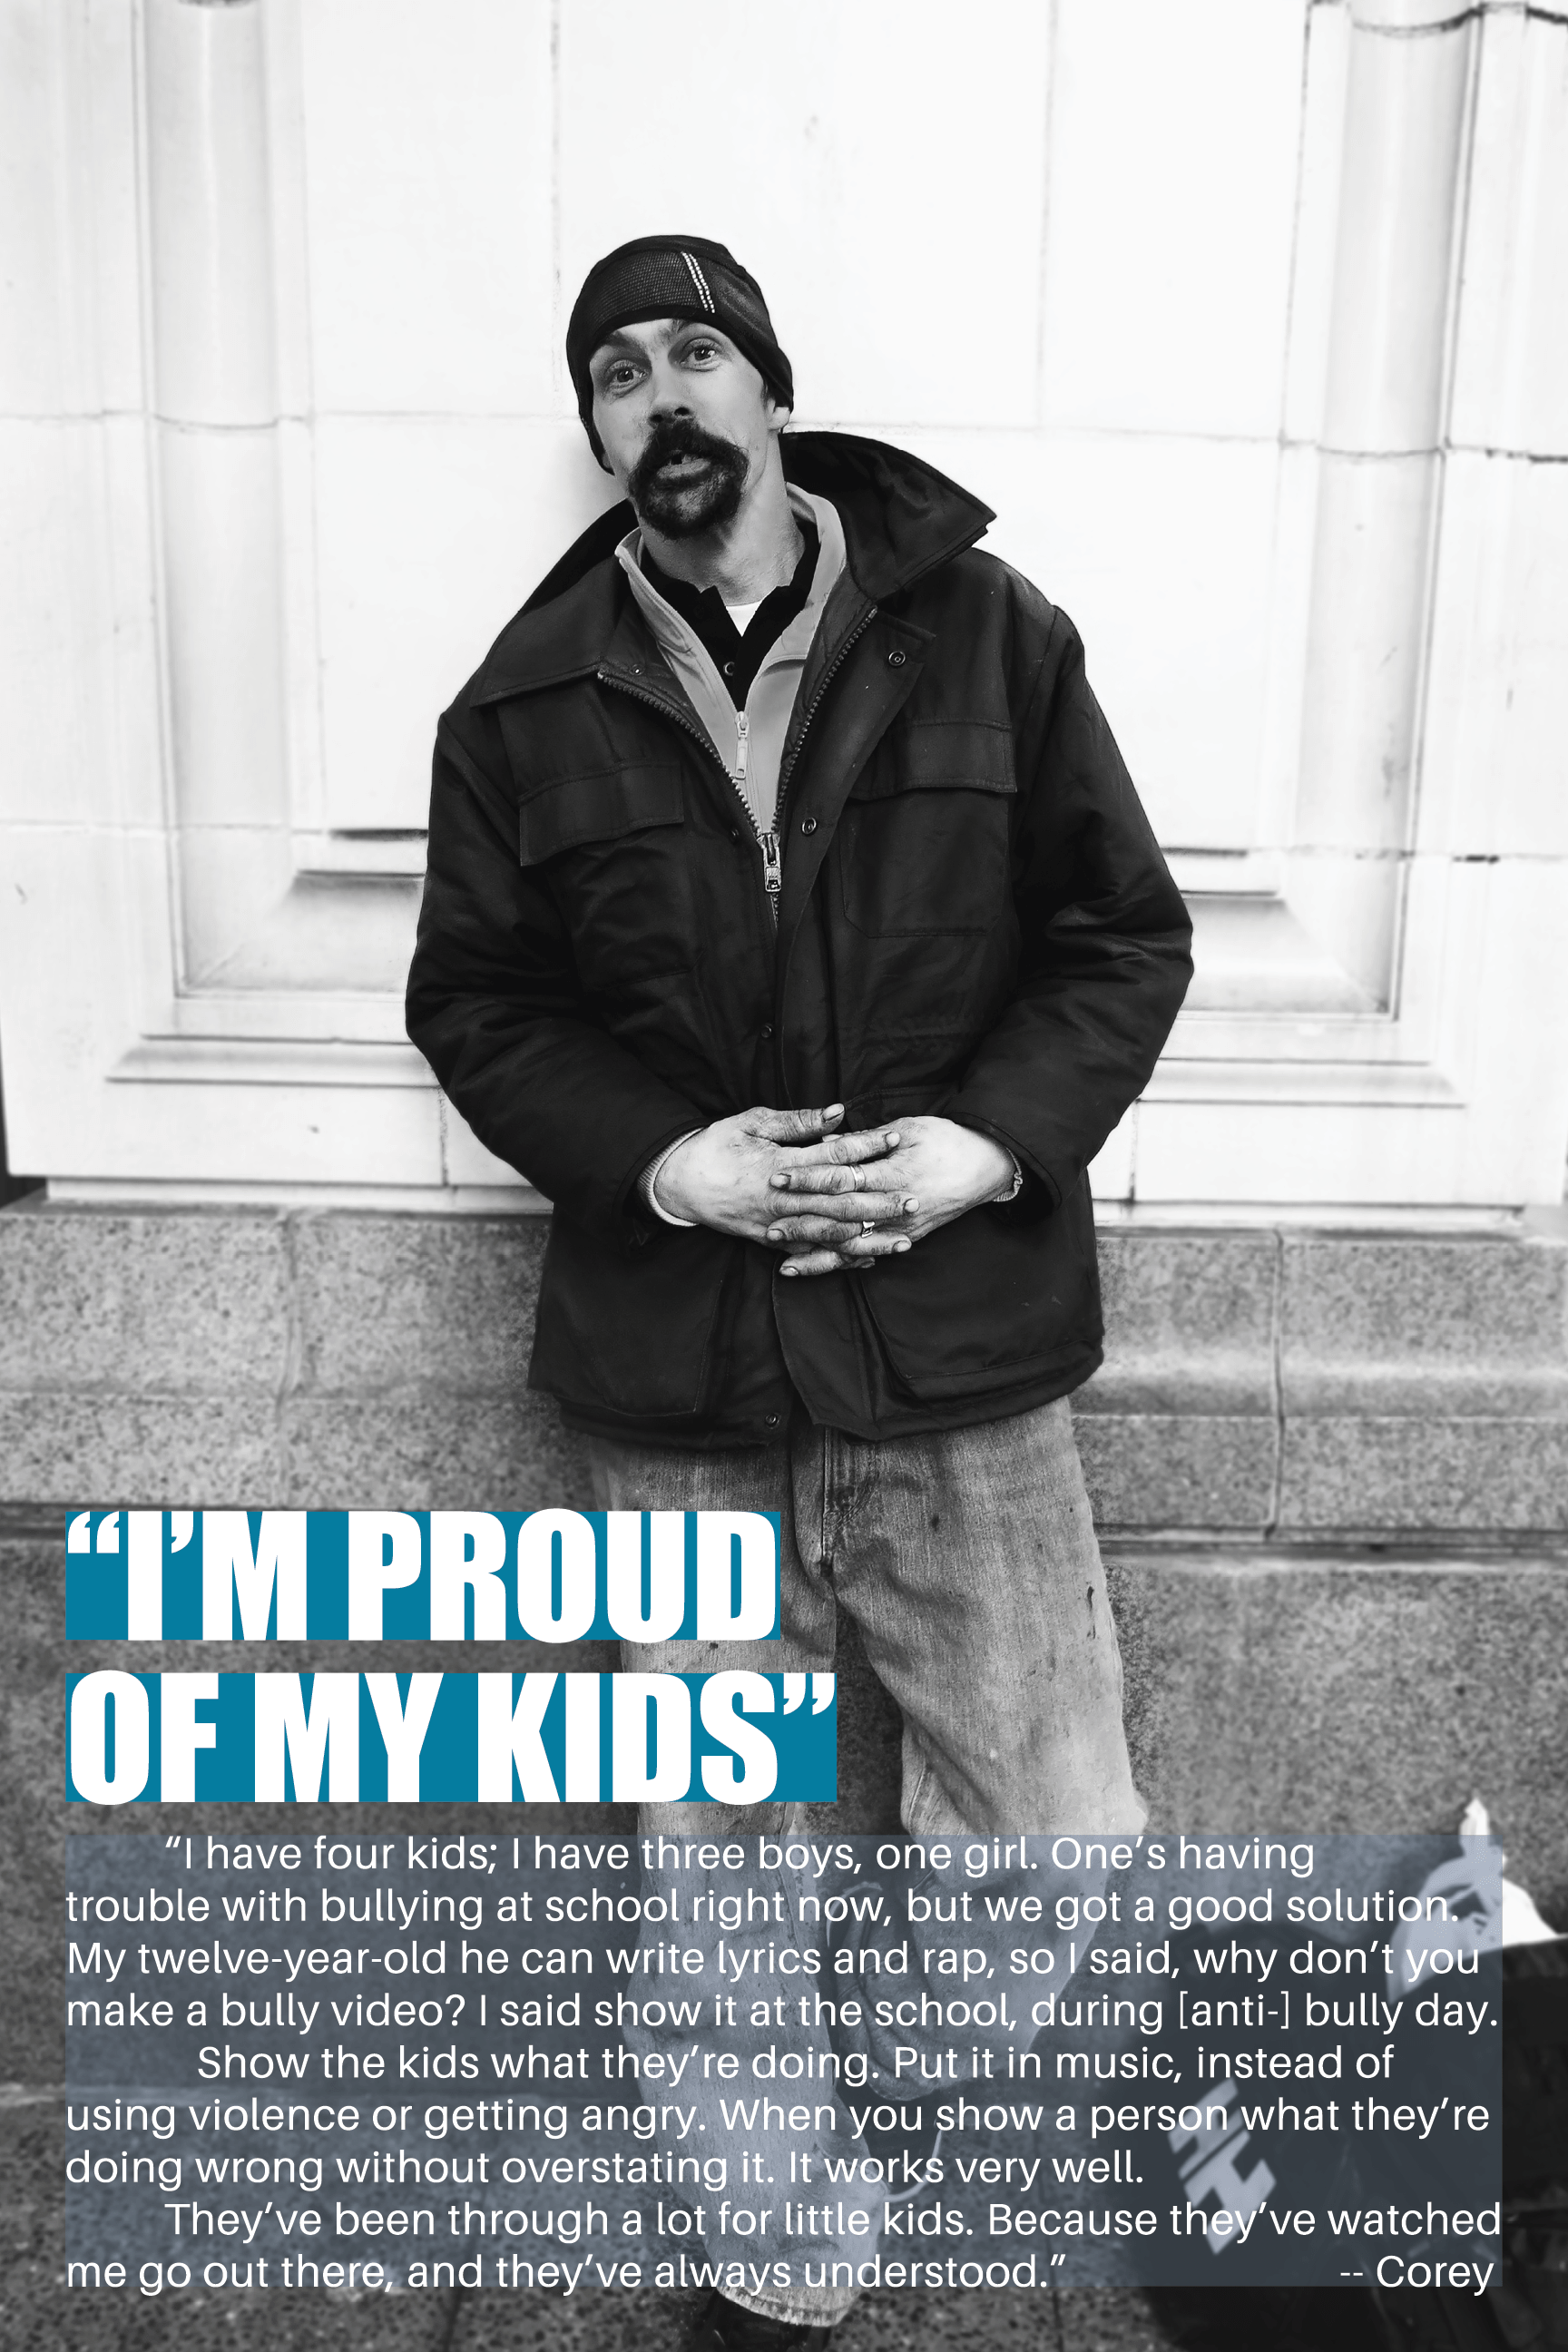 “I’M PROUD
OF MY KIDS”
“I have four kids; I have three boys, one girl. One’s having
trouble with bullying at school right now, but we got a good solution.
My twelve-year-old he can write lyrics and rap, so I said, why don’t you
make a bully video? I said show it at the school, during [anti-] bully day.
Show the kids what they’re doing. Put it in music, instead of
using violence or getting angry. When you show a person what they’re
doing wrong without overstating it. It works very well.
They’ve been through a lot for little kids. Because they’ve watched
me go out there, and they’ve always understood.” -- Corey